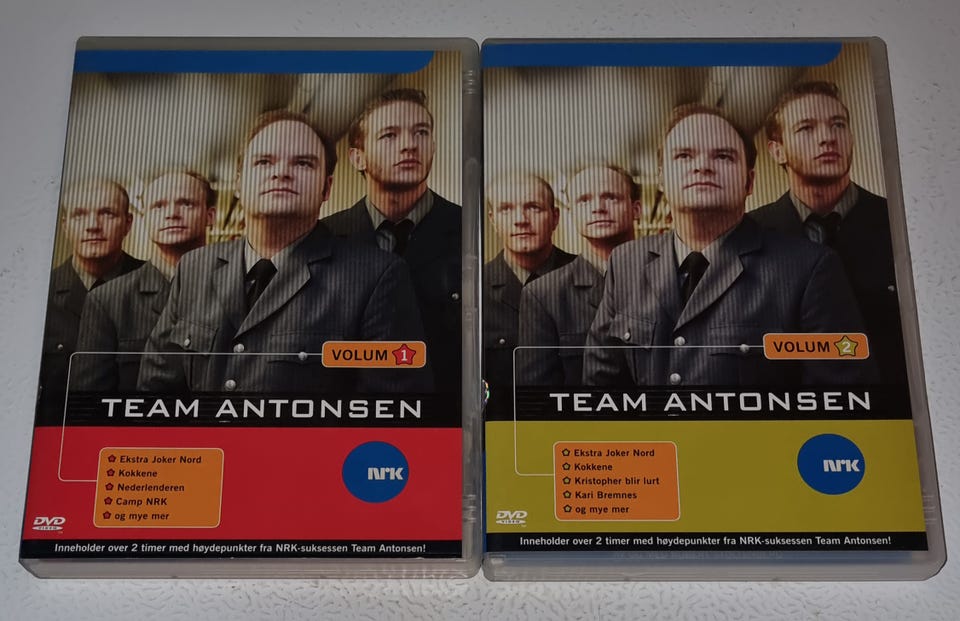 VOLUM 1
TEAM ANTONSEN
Ekstra Joker Nord
Kokkene
Nederlenderen
Camp NRK
og mye mer
NRK
DVD
VIDEO
Inneholder over 2 timer med høydepunkter fra NRK-suksessen Team Antonsen!
VOLUM 2
TEAM ANTONSEN
Ekstra Joker Nord
Kokkene
Kristopher blir lurt
Kari Bremnes
og mye mer
NRK
DVD
VIDEO
Inneholder over 2 timer med høydepunkter fra NRK-suksessen Team Antonsen!